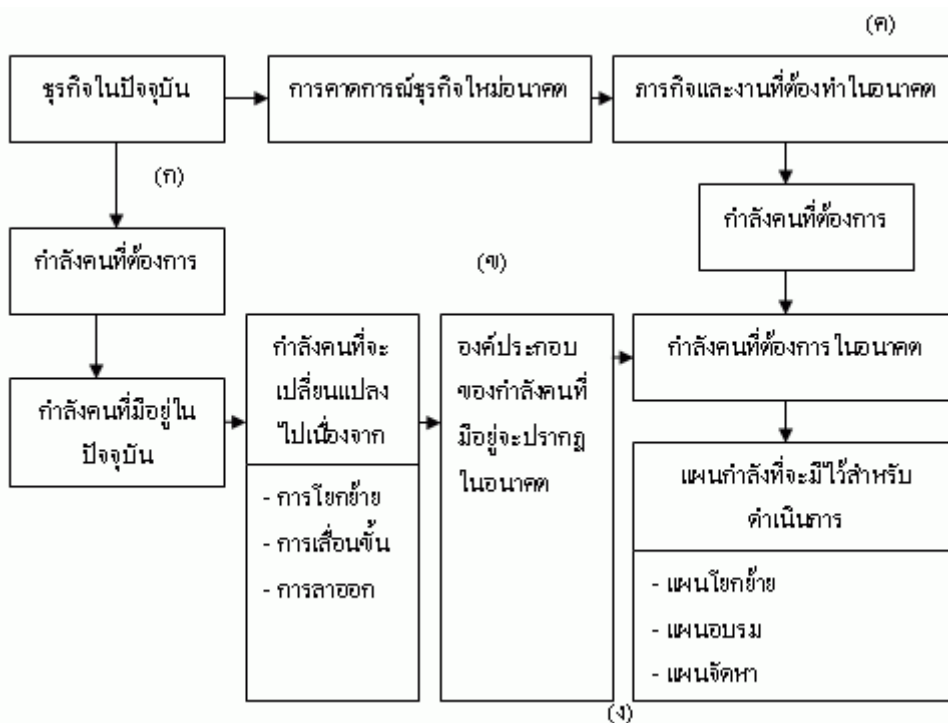 (ค)
ธุรกิจในปัจจุบัน
การคาดการณ์ธุรกิจใหม่อนาคต
ภารกิจและงานที่ต้องทำในอนาคต
(ก)
กำลังคนที่ต้องการ
กำลังคนที่ต้องการ
(ข)
กำลังคนที่มีอยู่ใน
ปัจจุบัน
กำลังคนที่จะ
เปลี่ยนแปลง
ไปเนื่องจาก
- การโยกย้าย
- การเลื่อนขั้น
- การลาออก
องค์ประกอบ
ของกำลังคนที่
มีอยู่จะปรากฏ
ในอนาคต
กำลังคนที่ต้องการในอนาคต
แผนกำลังที่จะมีไว้สำหรับ
ดำเนินการ
- แผนโยกย้าย
- แผนอบรม
- แผนจัดหา
(ง)